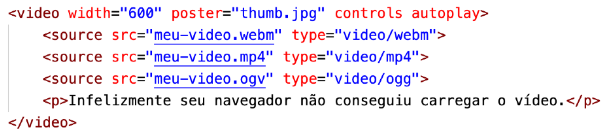 <video width="600" poster="thumb.jpg" controls autoplay>
<source src="meu-video.webm" type="video/webm">
<source src="meu-video.mp4" type="video/mp4">
<source src="meu-video.ogv" type="video/ogg">
<p>Infelizmente seu navegador não conseguiu carregar o vídeo.</p>
</video>